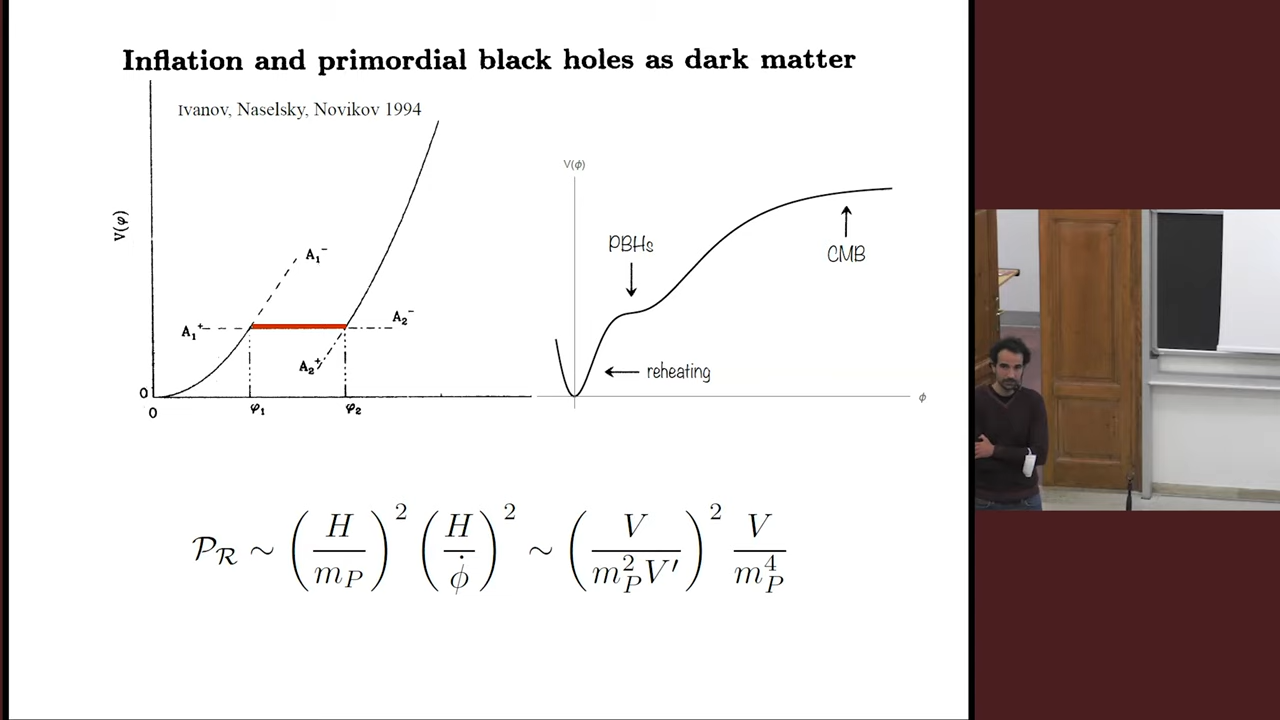 Inflation and primordial black holes as dark matter
Ivanov, Naselsky, Novikov 1994
V(φ)
A₁⁻
A₁⁺
A₂⁻
A₂⁺
0
0
φ₁
φ₂
V(ϕ)
PBHs
CMB
reheating
ϕ
𝒫_ℛ ∼ (H/m_P)² (H/ϕ̇)² ∼ (V/(m_P² V′))² V/m_P⁴